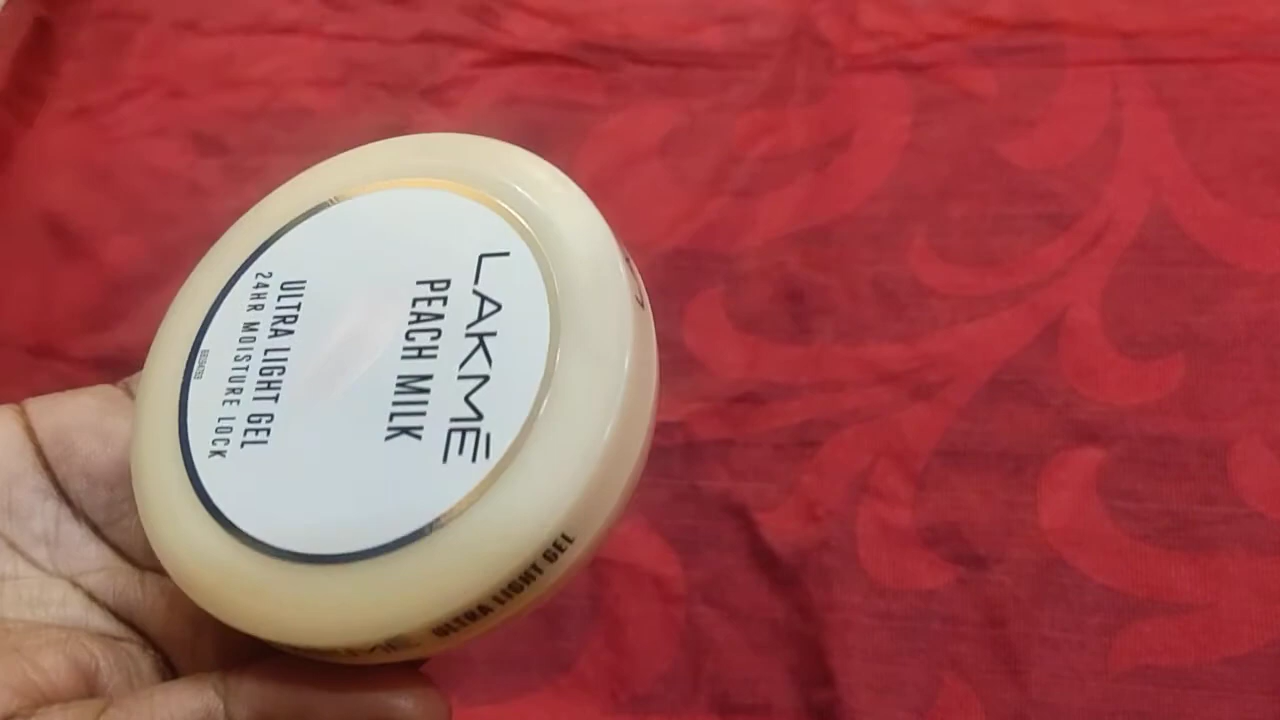 LAKMĒ
PEACH MILK
ULTRA LIGHT GEL
24HR MOISTURE LOCK
ULTRA LIGHT GEL